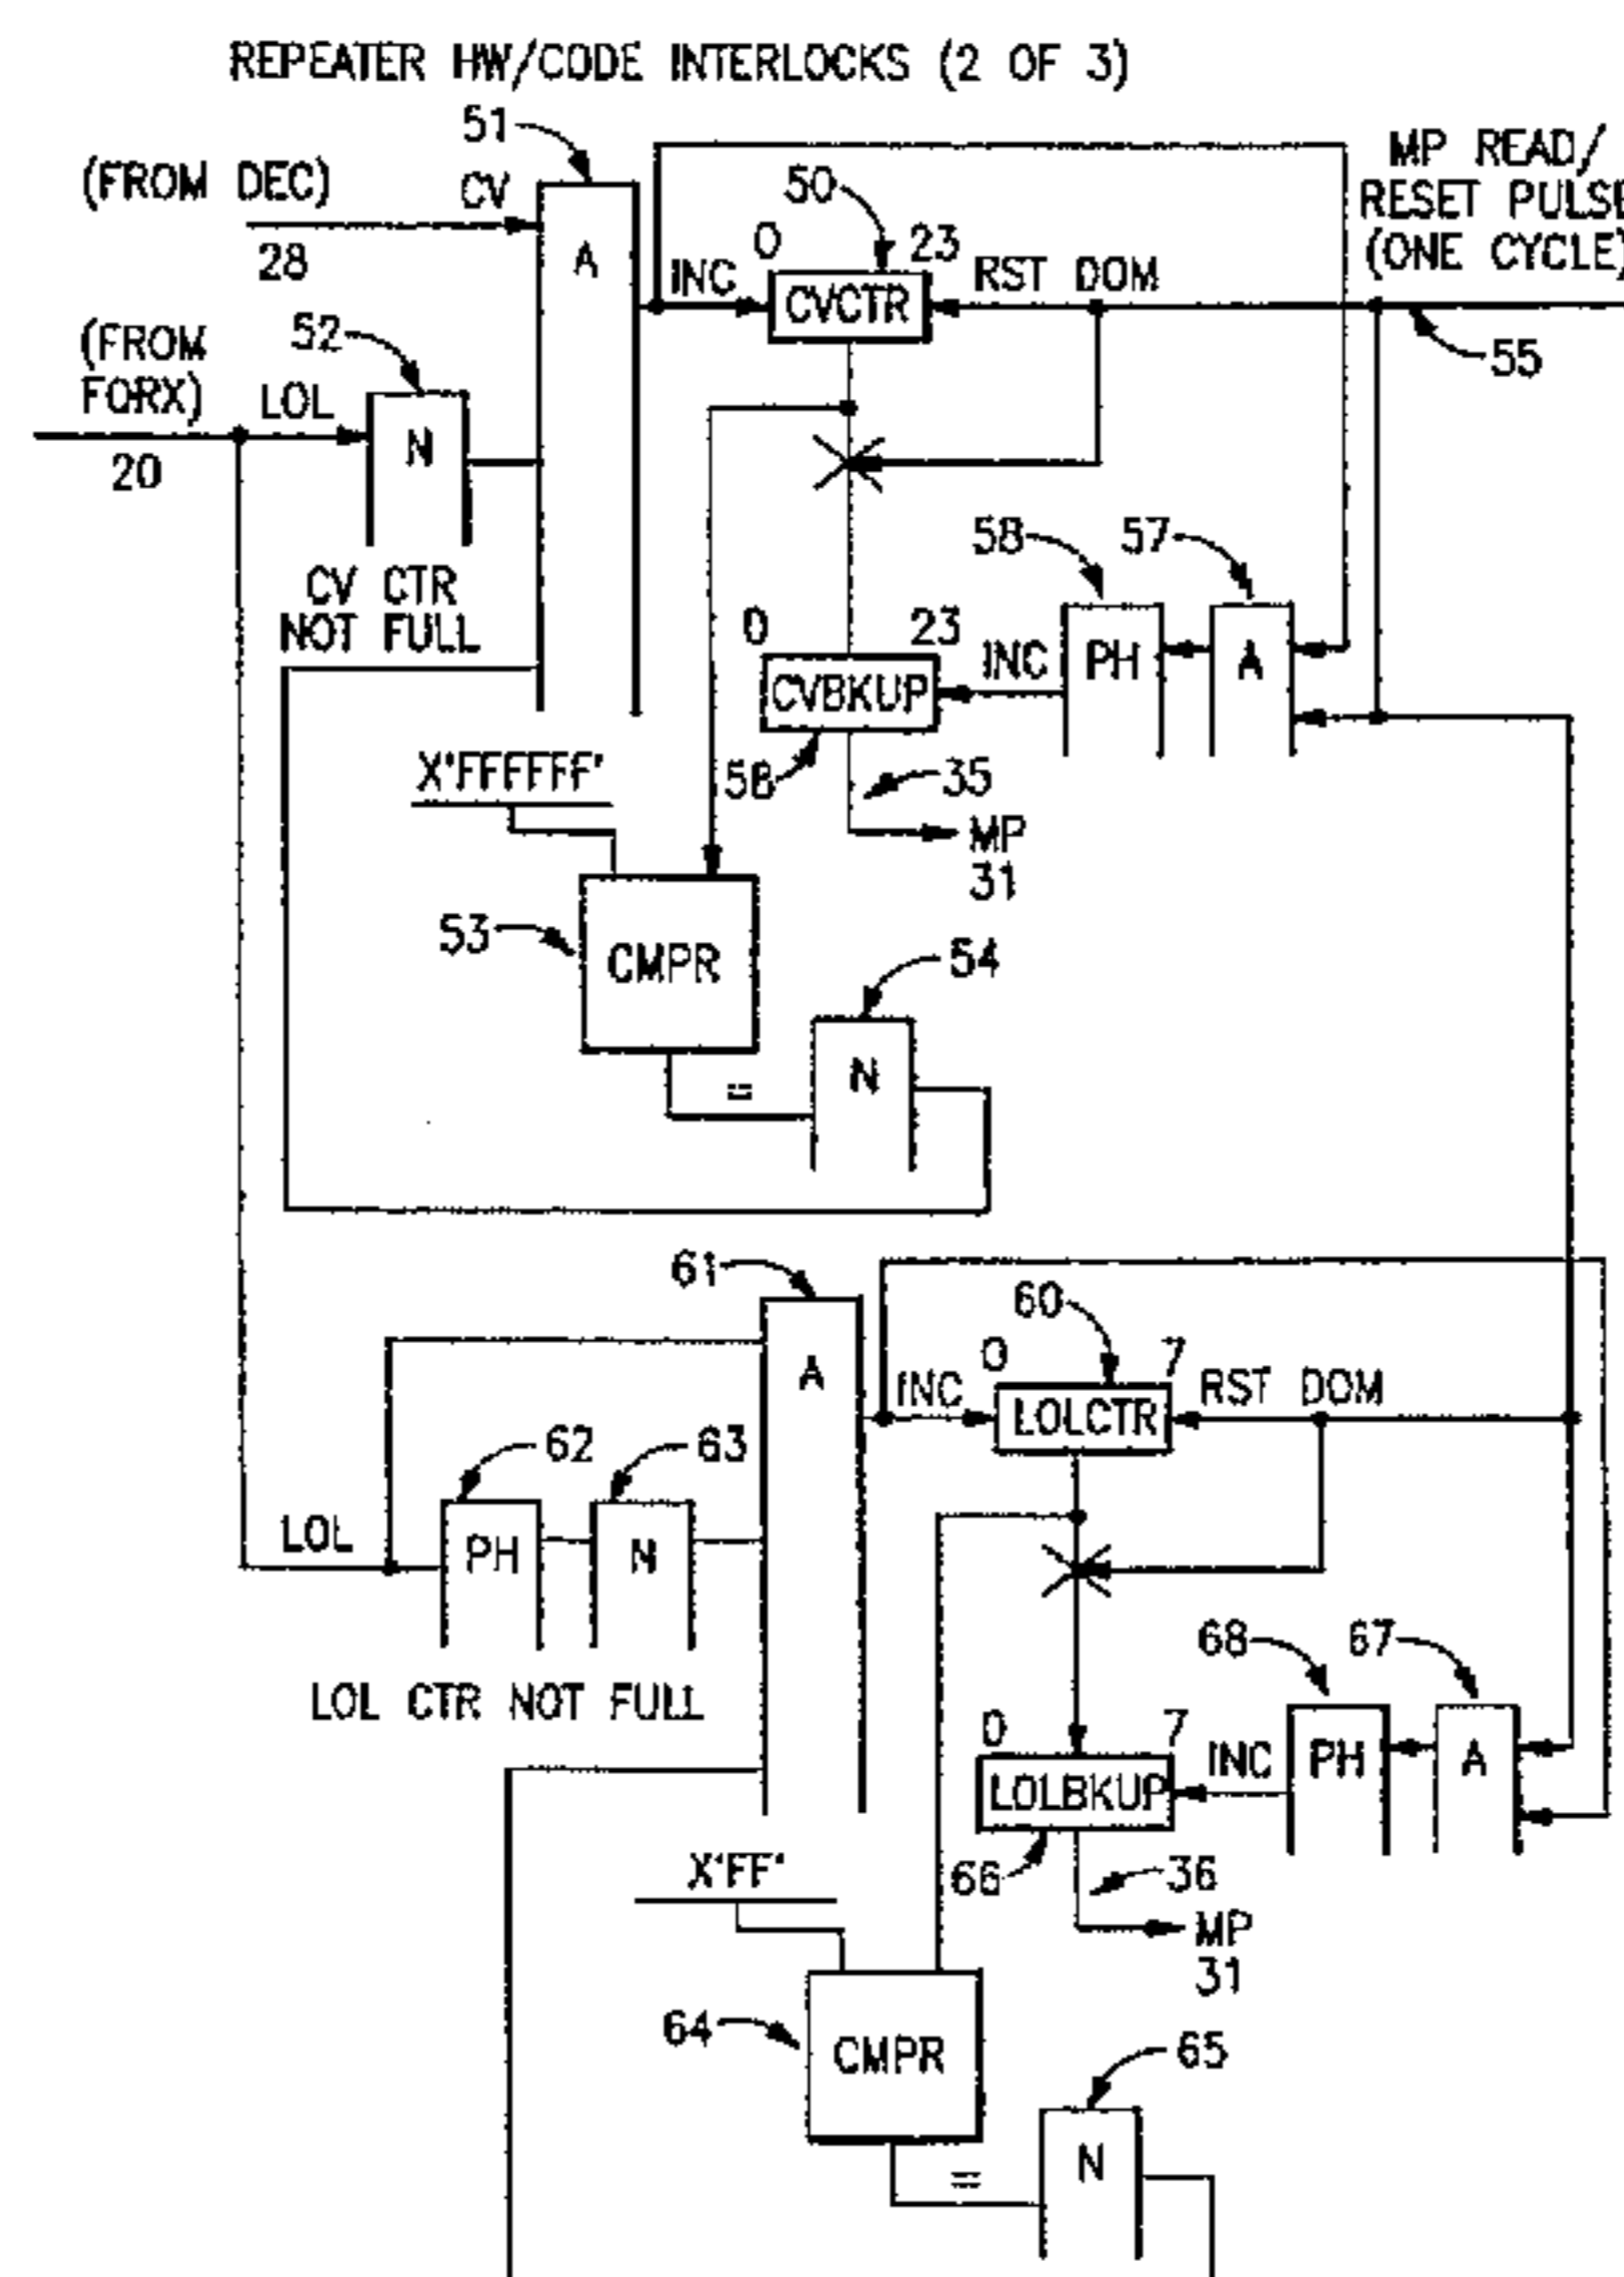 REPEATER HW/CODE INTERLOCKS (2 OF 3)
51
(FROM DEC)
CV
28
A
50
0
23
INC
CVCTR
RST DOM
MP READ/
RESET PULSE
(ONE CYCLE)
55
(FROM
FORX)
52
LOL
20
N
CV CTR
NOT FULL
58
57
0
23
CVBKUP
INC
PH
A
58
35
MP
31
X'FFFFFF'
53
CMPR
54
=
N
61
A
60
0
7
INC
LOLCTR
RST DOM
62
63
LOL
PH
N
LOL CTR NOT FULL
68
67
0
7
LOLBKUP
INC
PH
A
66
36
MP
31
X'FF'
64
CMPR
65
=
N